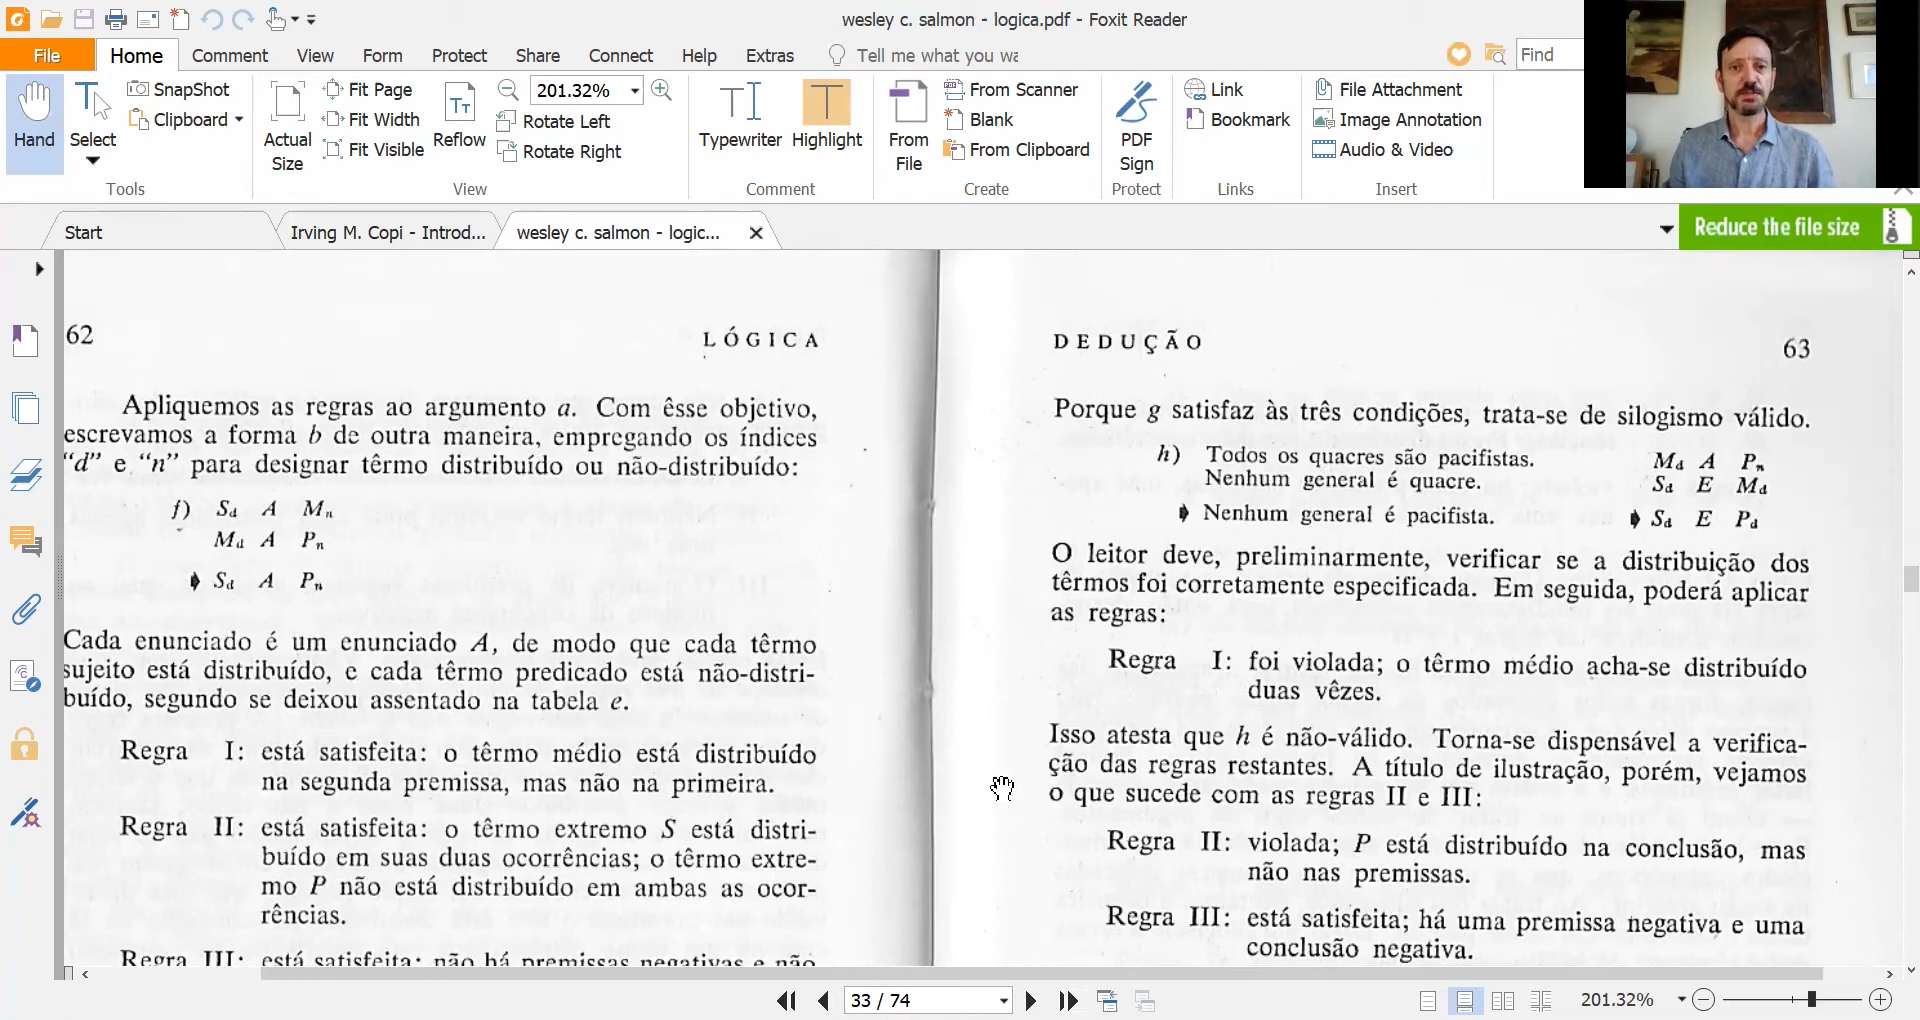 wesley c. salmon - logica.pdf - Foxit Reader
File Home Comment View Form Protect Share Connect Help Extras Tell me what you wa Find
Hand
Select
SnapShot
Clipboard
Tools
Actual Size
Fit Page
Fit Width
Fit Visible
Reflow
201.32%
Rotate Left
Rotate Right
View
Typewriter
Highlight
Comment
From File
From Scanner
Blank
From Clipboard
Create
PDF Sign
Protect
Link
Bookmark
Links
File Attachment
Image Annotation
Audio & Video
Insert
Start Irving M. Copi - Introd... wesley c. salmon - logic... Reduce the file size
62 LÓGICA
Apliquemos as regras ao argumento a. Com êsse objetivo,
escrevamos a forma b de outra maneira, empregando os índices
"d" e "n" para designar têrmo distribuído ou não-distribuído:
f) Sd A Mn
Md A Pn
Sd A Pn
Cada enunciado é um enunciado A, de modo que cada têrmo
sujeito está distribuído, e cada têrmo predicado está não-distri-
buído, segundo se deixou assentado na tabela e.
Regra I: está satisfeita: o têrmo médio está distribuído
na segunda premissa, mas não na primeira.
Regra II: está satisfeita: o têrmo extremo S está distri-
buído em suas duas ocorrências; o têrmo extre-
mo P não está distribuído em ambas as ocor-
rências.
Regra III: está satisfeita: não há premissas negativas e não
DEDUÇÃO 63
Porque g satisfaz às três condições, trata-se de silogismo válido.
h) Todos os quacres são pacifistas. Md A Pn
Nenhum general é quacre. Sd E Md
Nenhum general é pacifista. Sd E Pd
O leitor deve, preliminarmente, verificar se a distribuição dos
têrmos foi corretamente especificada. Em seguida, poderá aplicar
as regras:
Regra I: foi violada; o têrmo médio acha-se distribuído
duas vêzes.
Isso atesta que h é não-válido. Torna-se dispensável a verifica-
ção das regras restantes. A título de ilustração, porém, vejamos
o que sucede com as regras II e III:
Regra II: violada; P está distribuído na conclusão, mas
não nas premissas.
Regra III: está satisfeita; há uma premissa negativa e uma
conclusão negativa.
33 / 74
201.32%